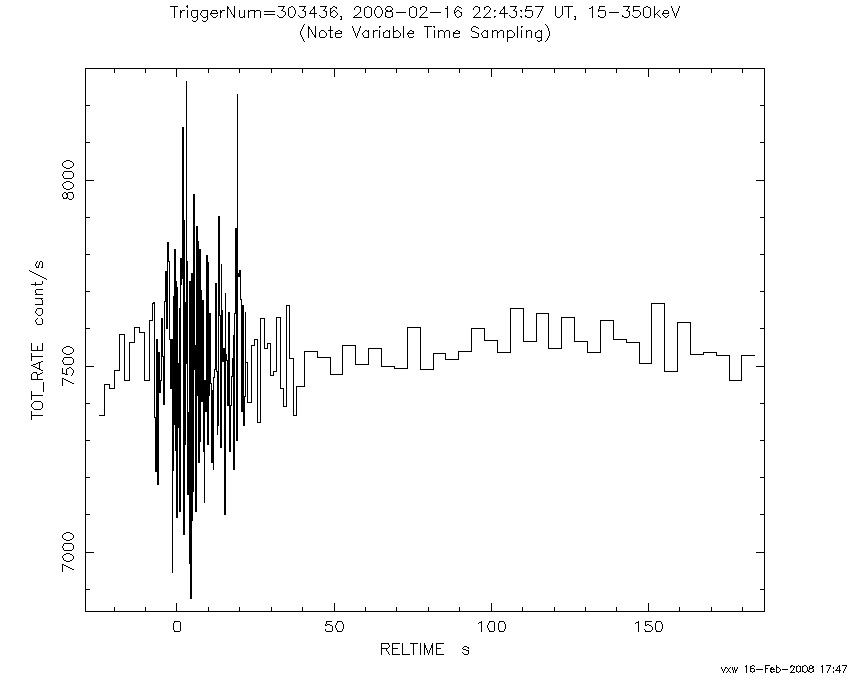 TriggerNum=303436, 2008-02-16 22:43:57 UT, 15-350keV
(Note Variable Time Sampling)
TOT_RATE count/s
8000
7500
7000
0 50 100 150
RELTIME s
vxw 16-Feb-2008 17:47